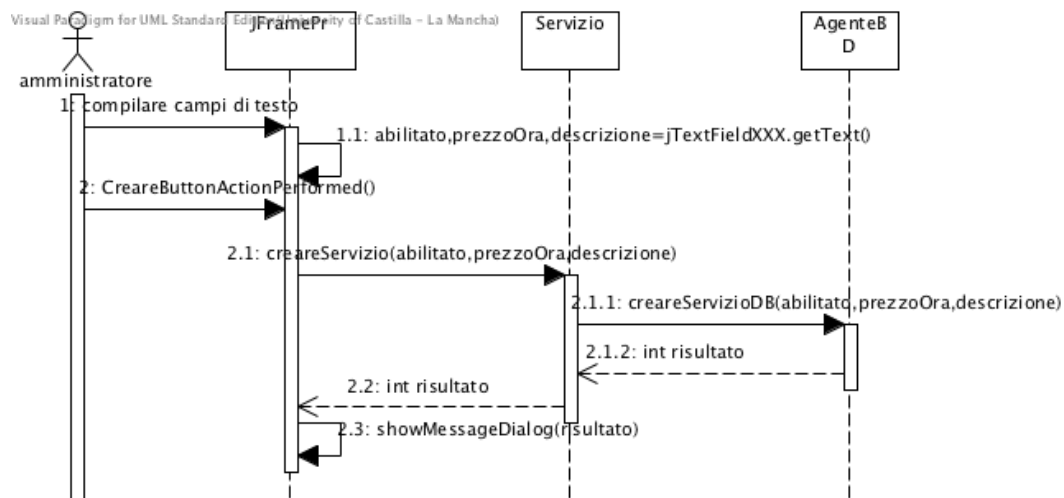 Visual Paradigm for UML Standard Edition(University of Castilla - La Mancha)
JFramePr
Servizio
AgenteB
D
amministratore
1: compilare campi di testo
1.1: abilitato,prezzoOra,descrizione=jTextFieldXXX.getText()
2: CreareButtonActionPerformed()
2.1: creareServizio(abilitato,prezzoOra,descrizione)
2.1.1: creareServizioDB(abilitato,prezzoOra,descrizione)
2.1.2: int risultato
2.2: int risultato
2.3: showMessageDialog(risultato)